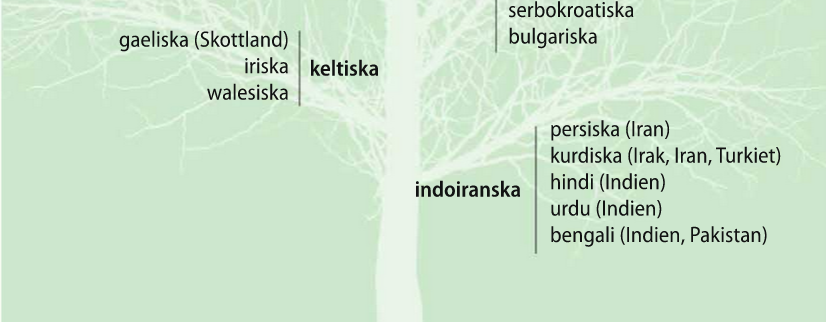 serbokroatiska
bulgariska
gaeliska (Skottland)
iriska
walesiska
keltiska
indoiranska
persiska (Iran)
kurdiska (Irak, Iran, Turkiet)
hindi (Indien)
urdu (Indien)
bengali (Indien, Pakistan)